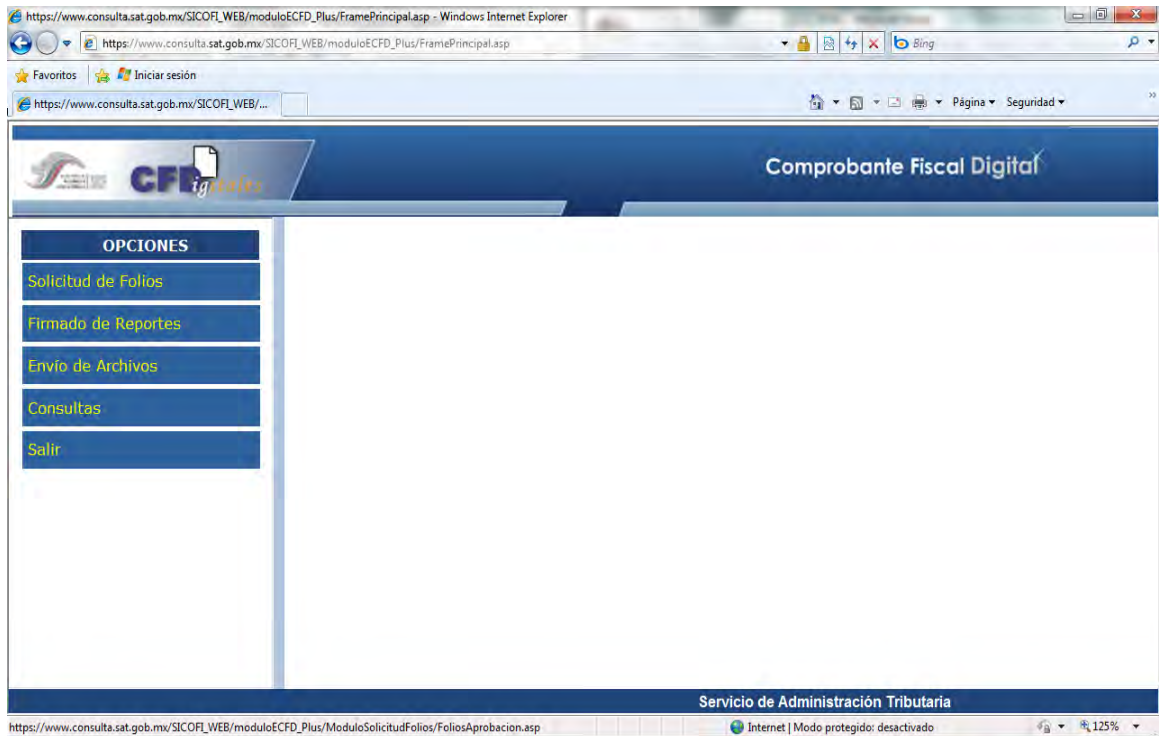 https://www.consulta.sat.gob.mx/SICOFI_WEB/moduloECFD_Plus/FramePrincipal.asp - Windows Internet Explorer
https://www.consulta.sat.gob.mx/SICOFI_WEB/moduloECFD_Plus/FramePrincipal.asp
Bing
Favoritos
Iniciar sesión
https://www.consulta.sat.gob.mx/SICOFI_WEB/...
Página
Seguridad
CFDigitales
Comprobante Fiscal Digital
OPCIONES
Solicitud de Folios
Firmado de Reportes
Envío de Archivos
Consultas
Salir
Servicio de Administración Tributaria
https://www.consulta.sat.gob.mx/SICOFI_WEB/moduloECFD_Plus/ModuloSolicitudFolios/FoliosAprobacion.asp
Internet | Modo protegido: desactivado
125%